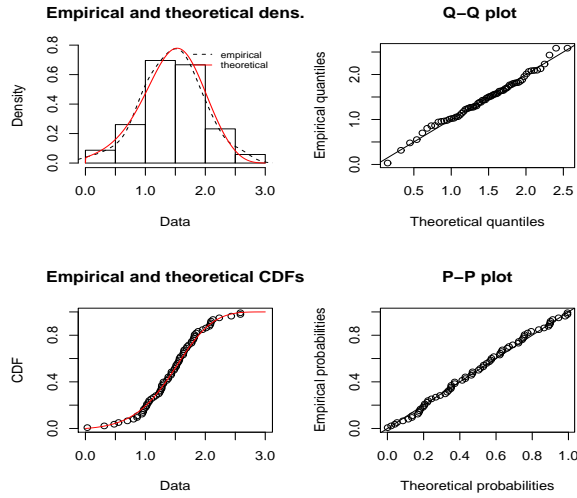 Empirical and theoretical dens.
Density
0.0 0.2 0.4 0.6 0.8
empirical
theoretical
0.0 1.0 2.0 3.0
Data
Q−Q plot
Empirical quantiles
0.0 1.0 2.0
0.5 1.0 1.5 2.0 2.5
Theoretical quantiles
Empirical and theoretical CDFs
CDF
0.0 0.4 0.8
0.0 1.0 2.0 3.0
Data
P−P plot
Empirical probabilities
0.0 0.4 0.8
0.0 0.2 0.4 0.6 0.8 1.0
Theoretical probabilities